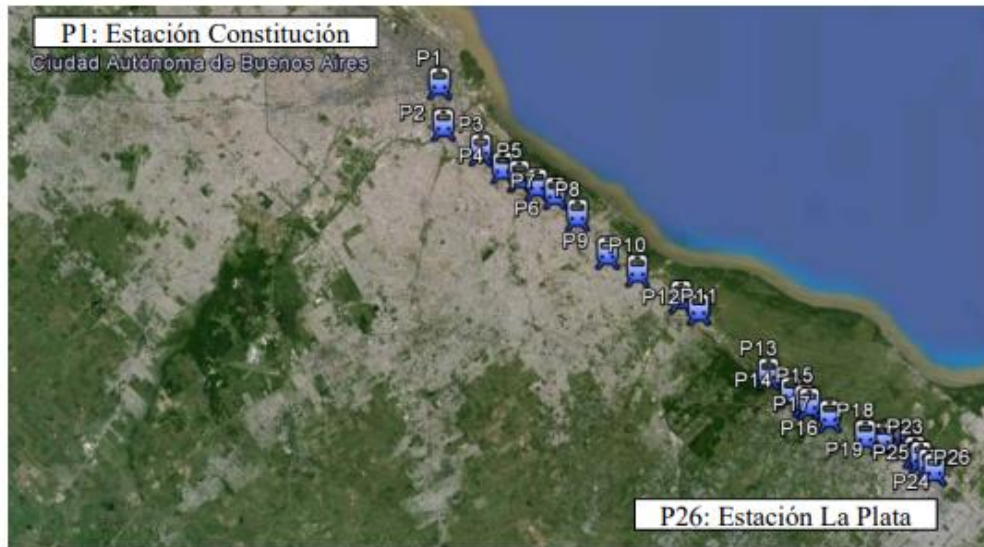 P1: Estación Constitución
Ciudad Autónoma de Buenos Aires
P1
P2
P3
P4
P5
P7
P8
P6
P9
P10
P12
P11
P13
P14
P15
P17
P16
P18
P23
P19
P25
P26
P24
P26: Estación La Plata